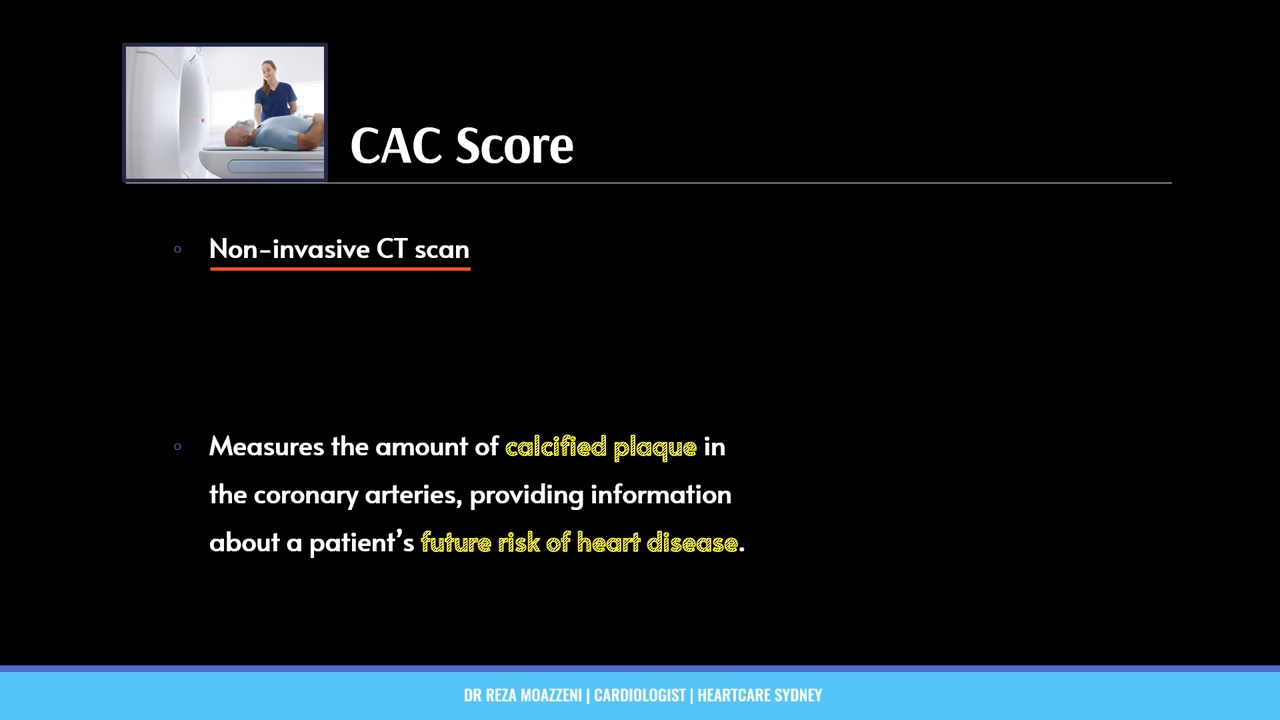 CAC Score
Non-invasive CT scan
Measures the amount of calcified plaque in
the coronary arteries, providing information
about a patient’s future risk of heart disease.
DR REZA MOAZZENI | CARDIOLOGIST | HEARTCARE SYDNEY